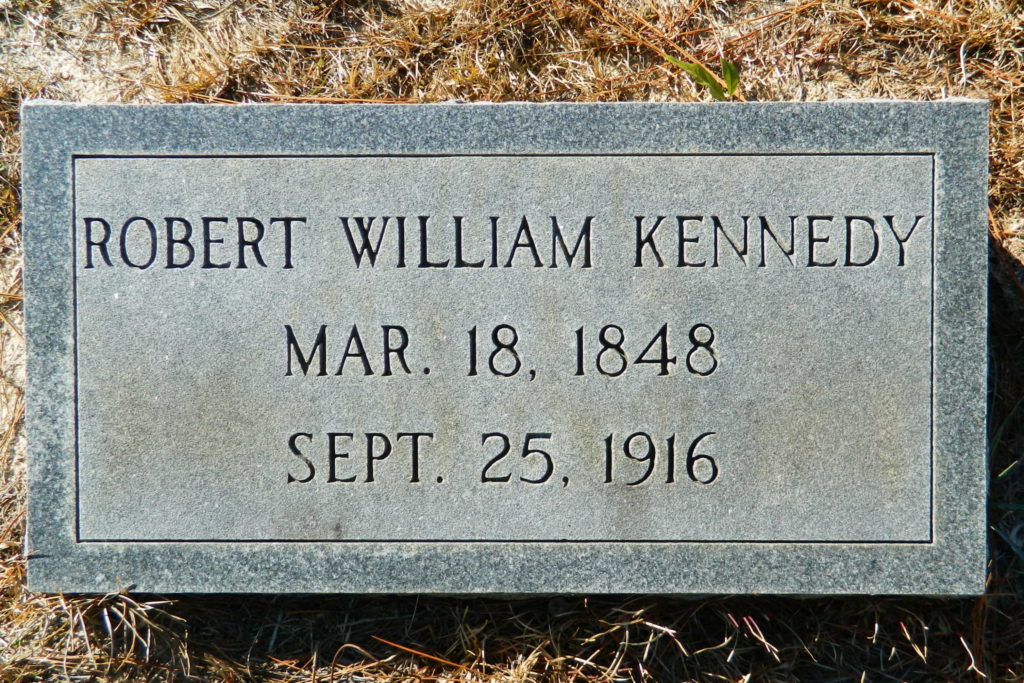 ROBERT WILLIAM KENNEDY
MAR. 18, 1848
SEPT. 25, 1916